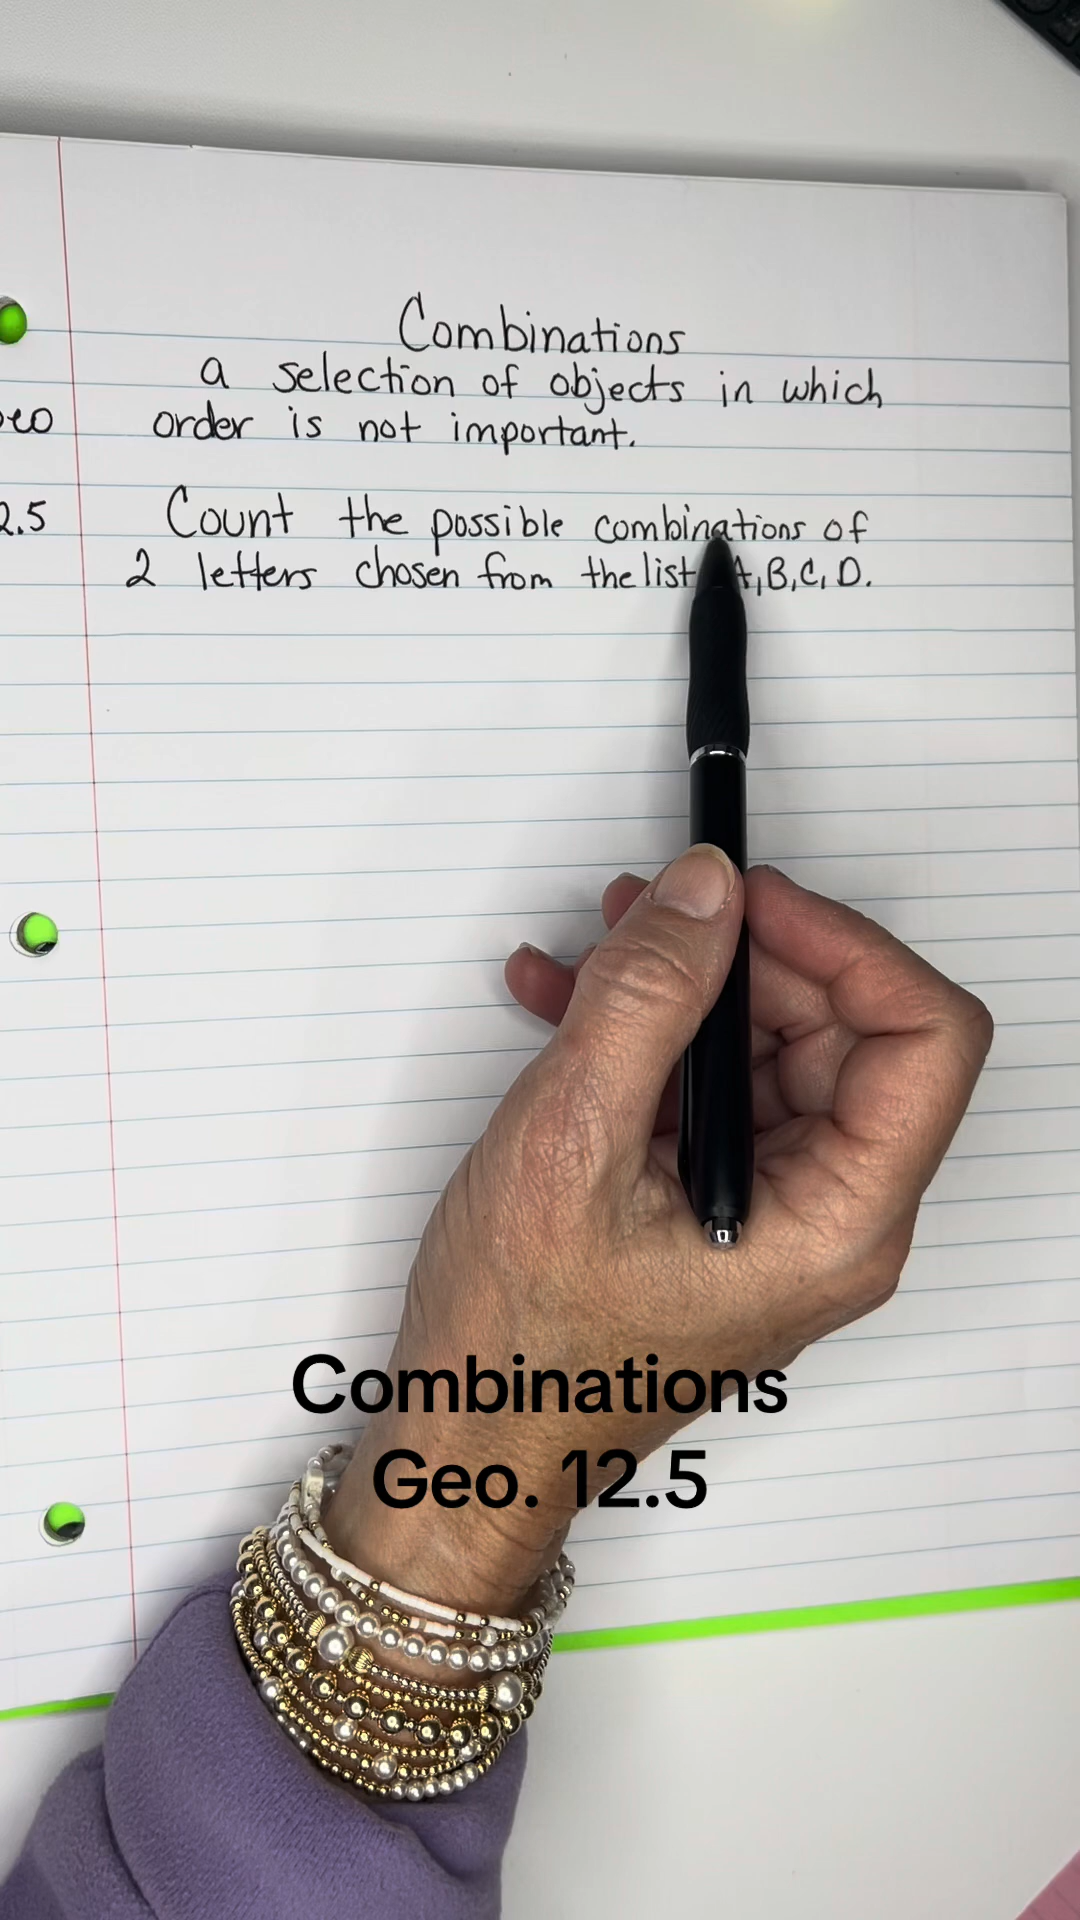 Combinations
a selection of objects in which
order is not important.
Count the possible combinations of
2 letters chosen from the list A, B, C, D.
Combinations
Geo. 12.5